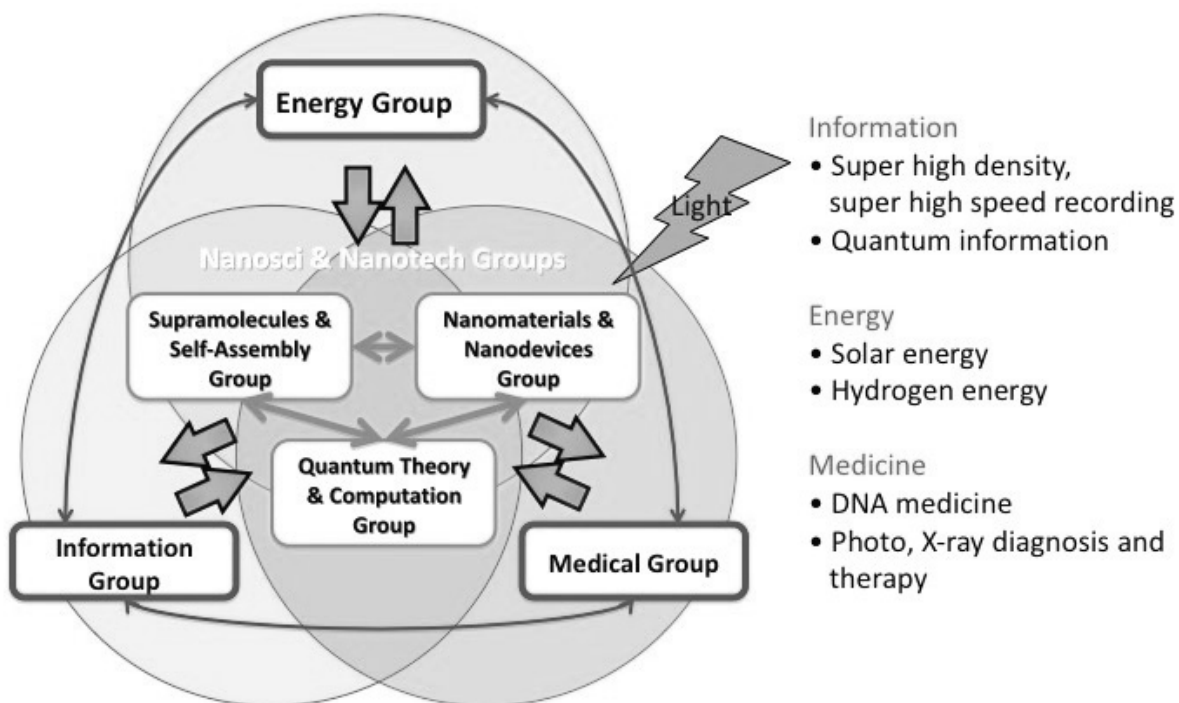 Energy Group
Light
Nanosci & Nanotech Groups
Supramolecules &
Self-Assembly
Group
Nanomaterials &
Nanodevices
Group
Quantum Theory
& Computation
Group
Information
Group
Medical Group
Information
• Super high density,
super high speed recording
• Quantum information
Energy
• Solar energy
• Hydrogen energy
Medicine
• DNA medicine
• Photo, X-ray diagnosis and
therapy